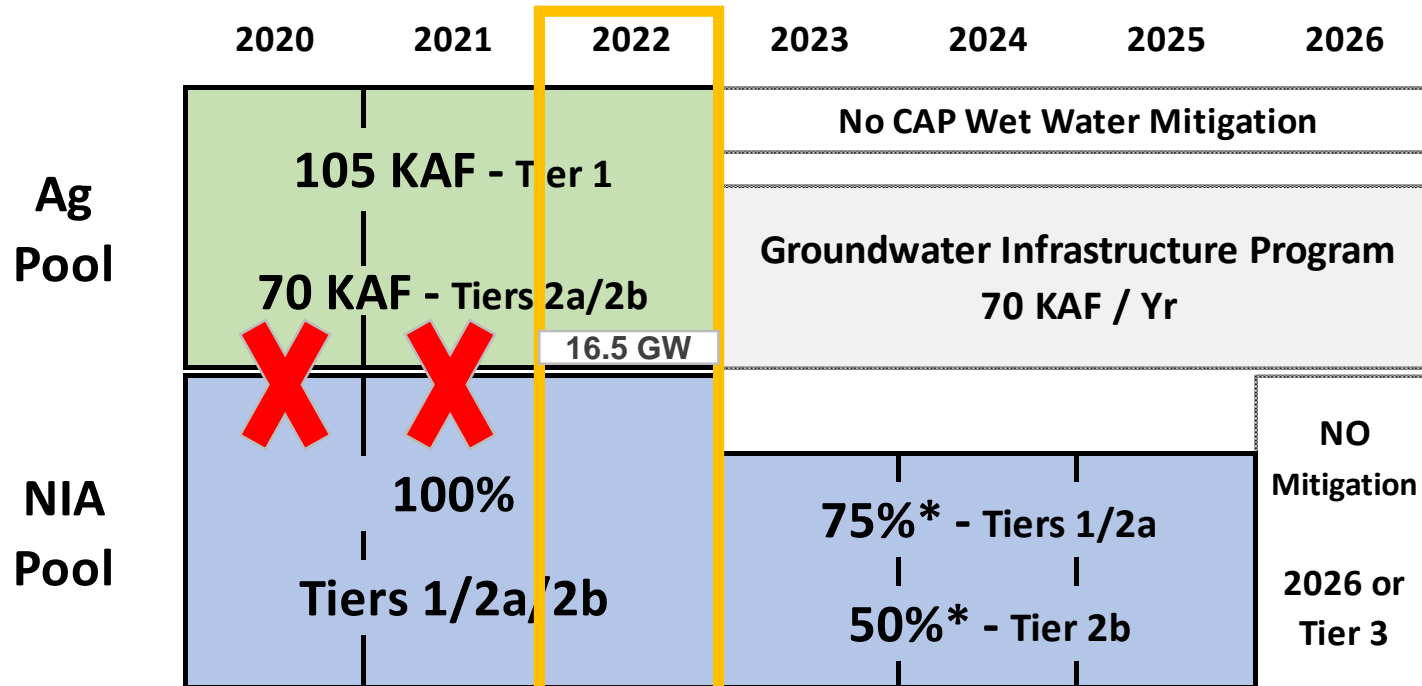 2020 2021 2022 2023 2024 2025 2026
Ag
Pool
105 KAF - Tier 1
70 KAF - Tiers 2a/2b
16.5 GW
No CAP Wet Water Mitigation
Groundwater Infrastructure Program
70 KAF / Yr
NIA
Pool
100%
Tiers 1/2a/2b
75%* - Tiers 1/2a
50%* - Tier 2b
NO
Mitigation
2026 or
Tier 3